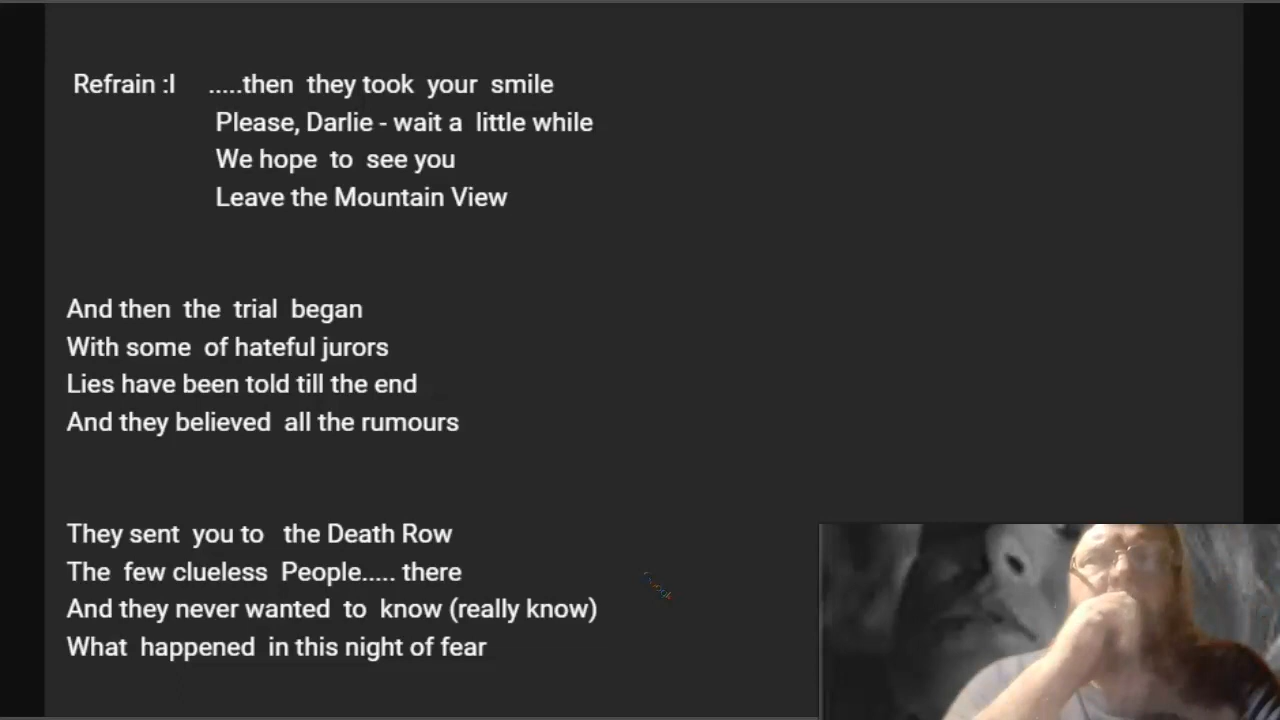 Refrain :I .....then they took your smile
Please, Darlie - wait a little while
We hope to see you
Leave the Mountain View
And then the trial began
With some of hateful jurors
Lies have been told till the end
And they believed all the rumours
They sent you to the Death Row
The few clueless People..... there
And they never wanted to know (really know)
What happened in this night of fear